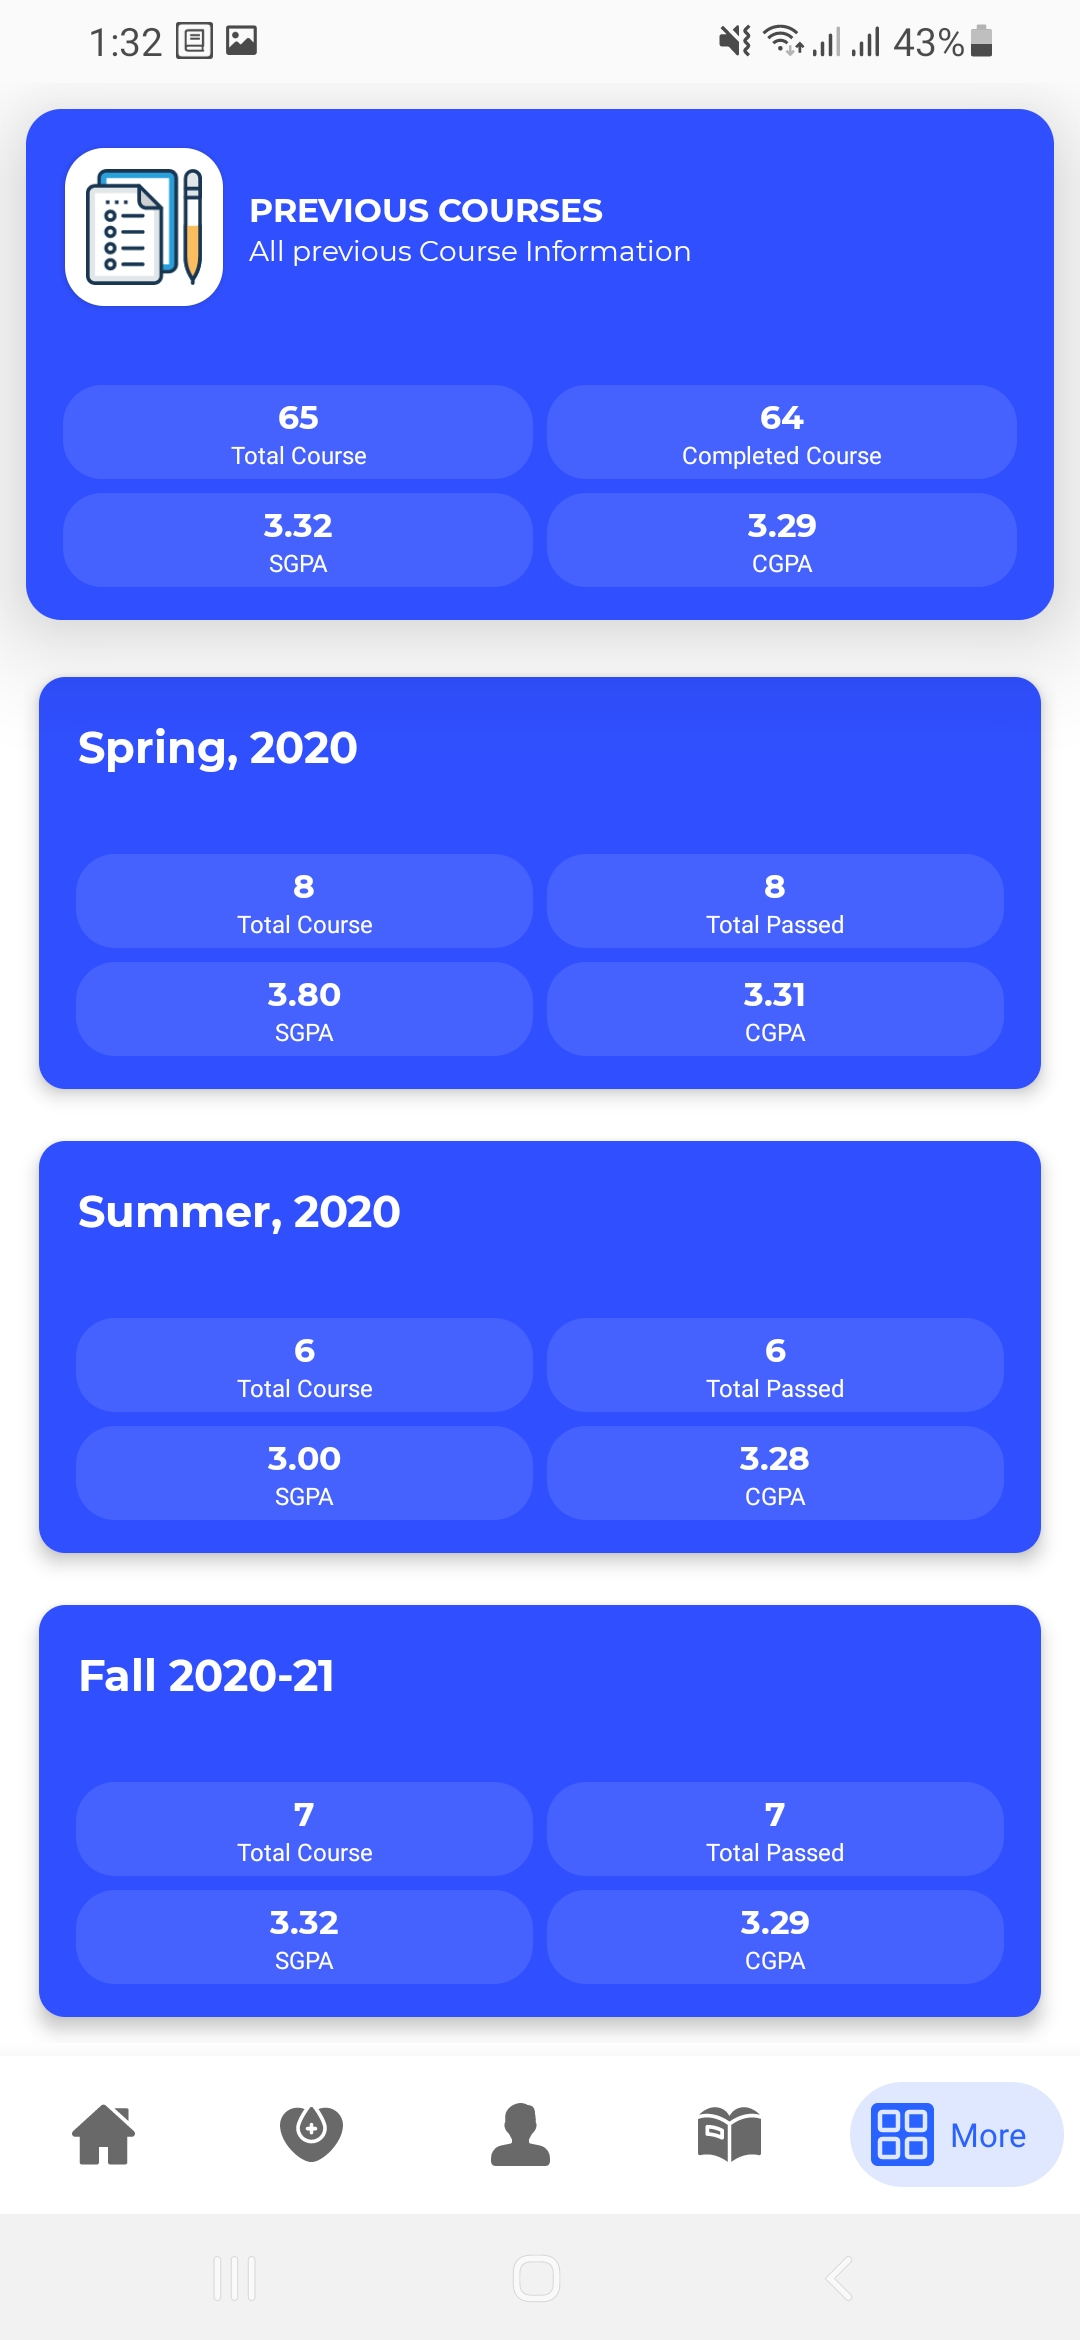 1:32
43%
PREVIOUS COURSES
All previous Course Information
65
Total Course
64
Completed Course
3.32
SGPA
3.29
CGPA
Spring, 2020
8
Total Course
8
Total Passed
3.80
SGPA
3.31
CGPA
Summer, 2020
6
Total Course
6
Total Passed
3.00
SGPA
3.28
CGPA
Fall 2020-21
7
Total Course
7
Total Passed
3.32
SGPA
3.29
CGPA
More